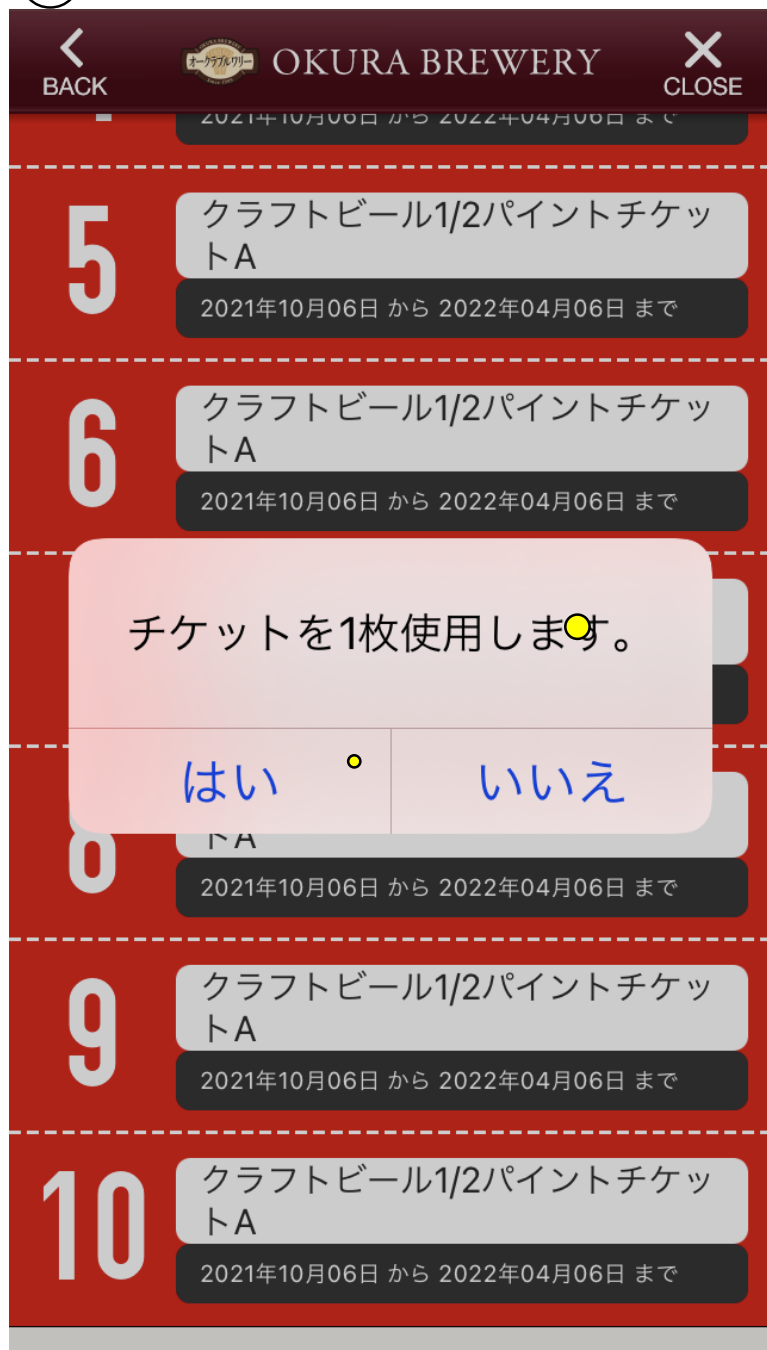 オークラブルワリー
OKURA BREWERY
BACK
CLOSE
2021年10月06日 から 2022年04月06日 まで
5
クラフトビール1/2パイントチケッ
トA
2021年10月06日 から 2022年04月06日 まで
6
クラフトビール1/2パイントチケッ
トA
2021年10月06日 から 2022年04月06日 まで
チケットを1枚使用します。
はい
いいえ
8
トA
2021年10月06日 から 2022年04月06日 まで
9
クラフトビール1/2パイントチケッ
トA
2021年10月06日 から 2022年04月06日 まで
10
クラフトビール1/2パイントチケッ
トA
2021年10月06日 から 2022年04月06日 まで